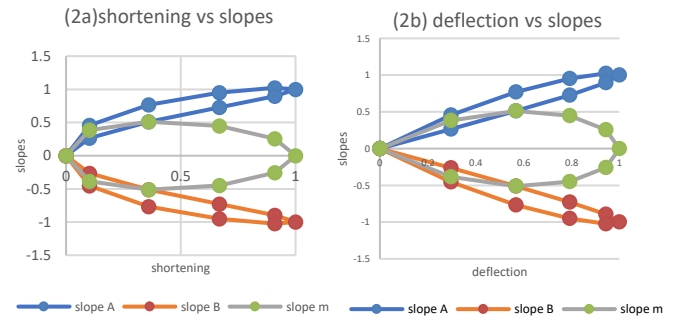 (2a)shortening vs slopes
1.5
1
0.5
0
-0.5
-1
-1.5
slopes
0
0.5
1
shortening
slope A
slope B
slope m
(2b) deflection vs slopes
1.5
1
0.5
0
-0.5
-1
-1.5
slopes
0
0.2
0.4
0.6
0.8
1
deflection
slope A
slope B
slope m